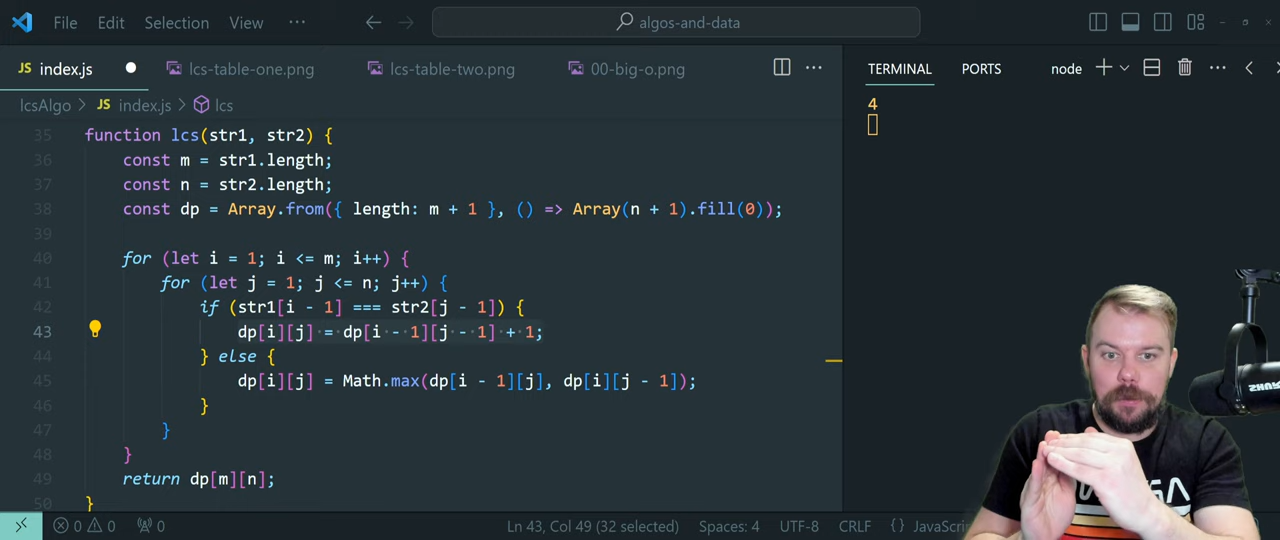 File Edit Selection View ··· algos-and-data
JS index.js lcs-table-one.png lcs-table-two.png 00-big-o.png ···
TERMINAL PORTS node
lcsAlgo > JS index.js > lcs
4
35 function lcs(str1, str2) {
36 const m = str1.length;
37 const n = str2.length;
38 const dp = Array.from({ length: m + 1 }, () => Array(n + 1).fill(0));
39
40 for (let i = 1; i <= m; i++) {
41 for (let j = 1; j <= n; j++) {
42 if (str1[i - 1] === str2[j - 1]) {
43 dp[i][j] = dp[i - 1][j - 1] + 1;
44 } else {
45 dp[i][j] = Math.max(dp[i - 1][j], dp[i][j - 1]);
46 }
47 }
48 }
49 return dp[m][n];
50 }
0 0 0 Ln 43, Col 49 (32 selected) Spaces: 4 UTF-8 CRLF {} JavaScri